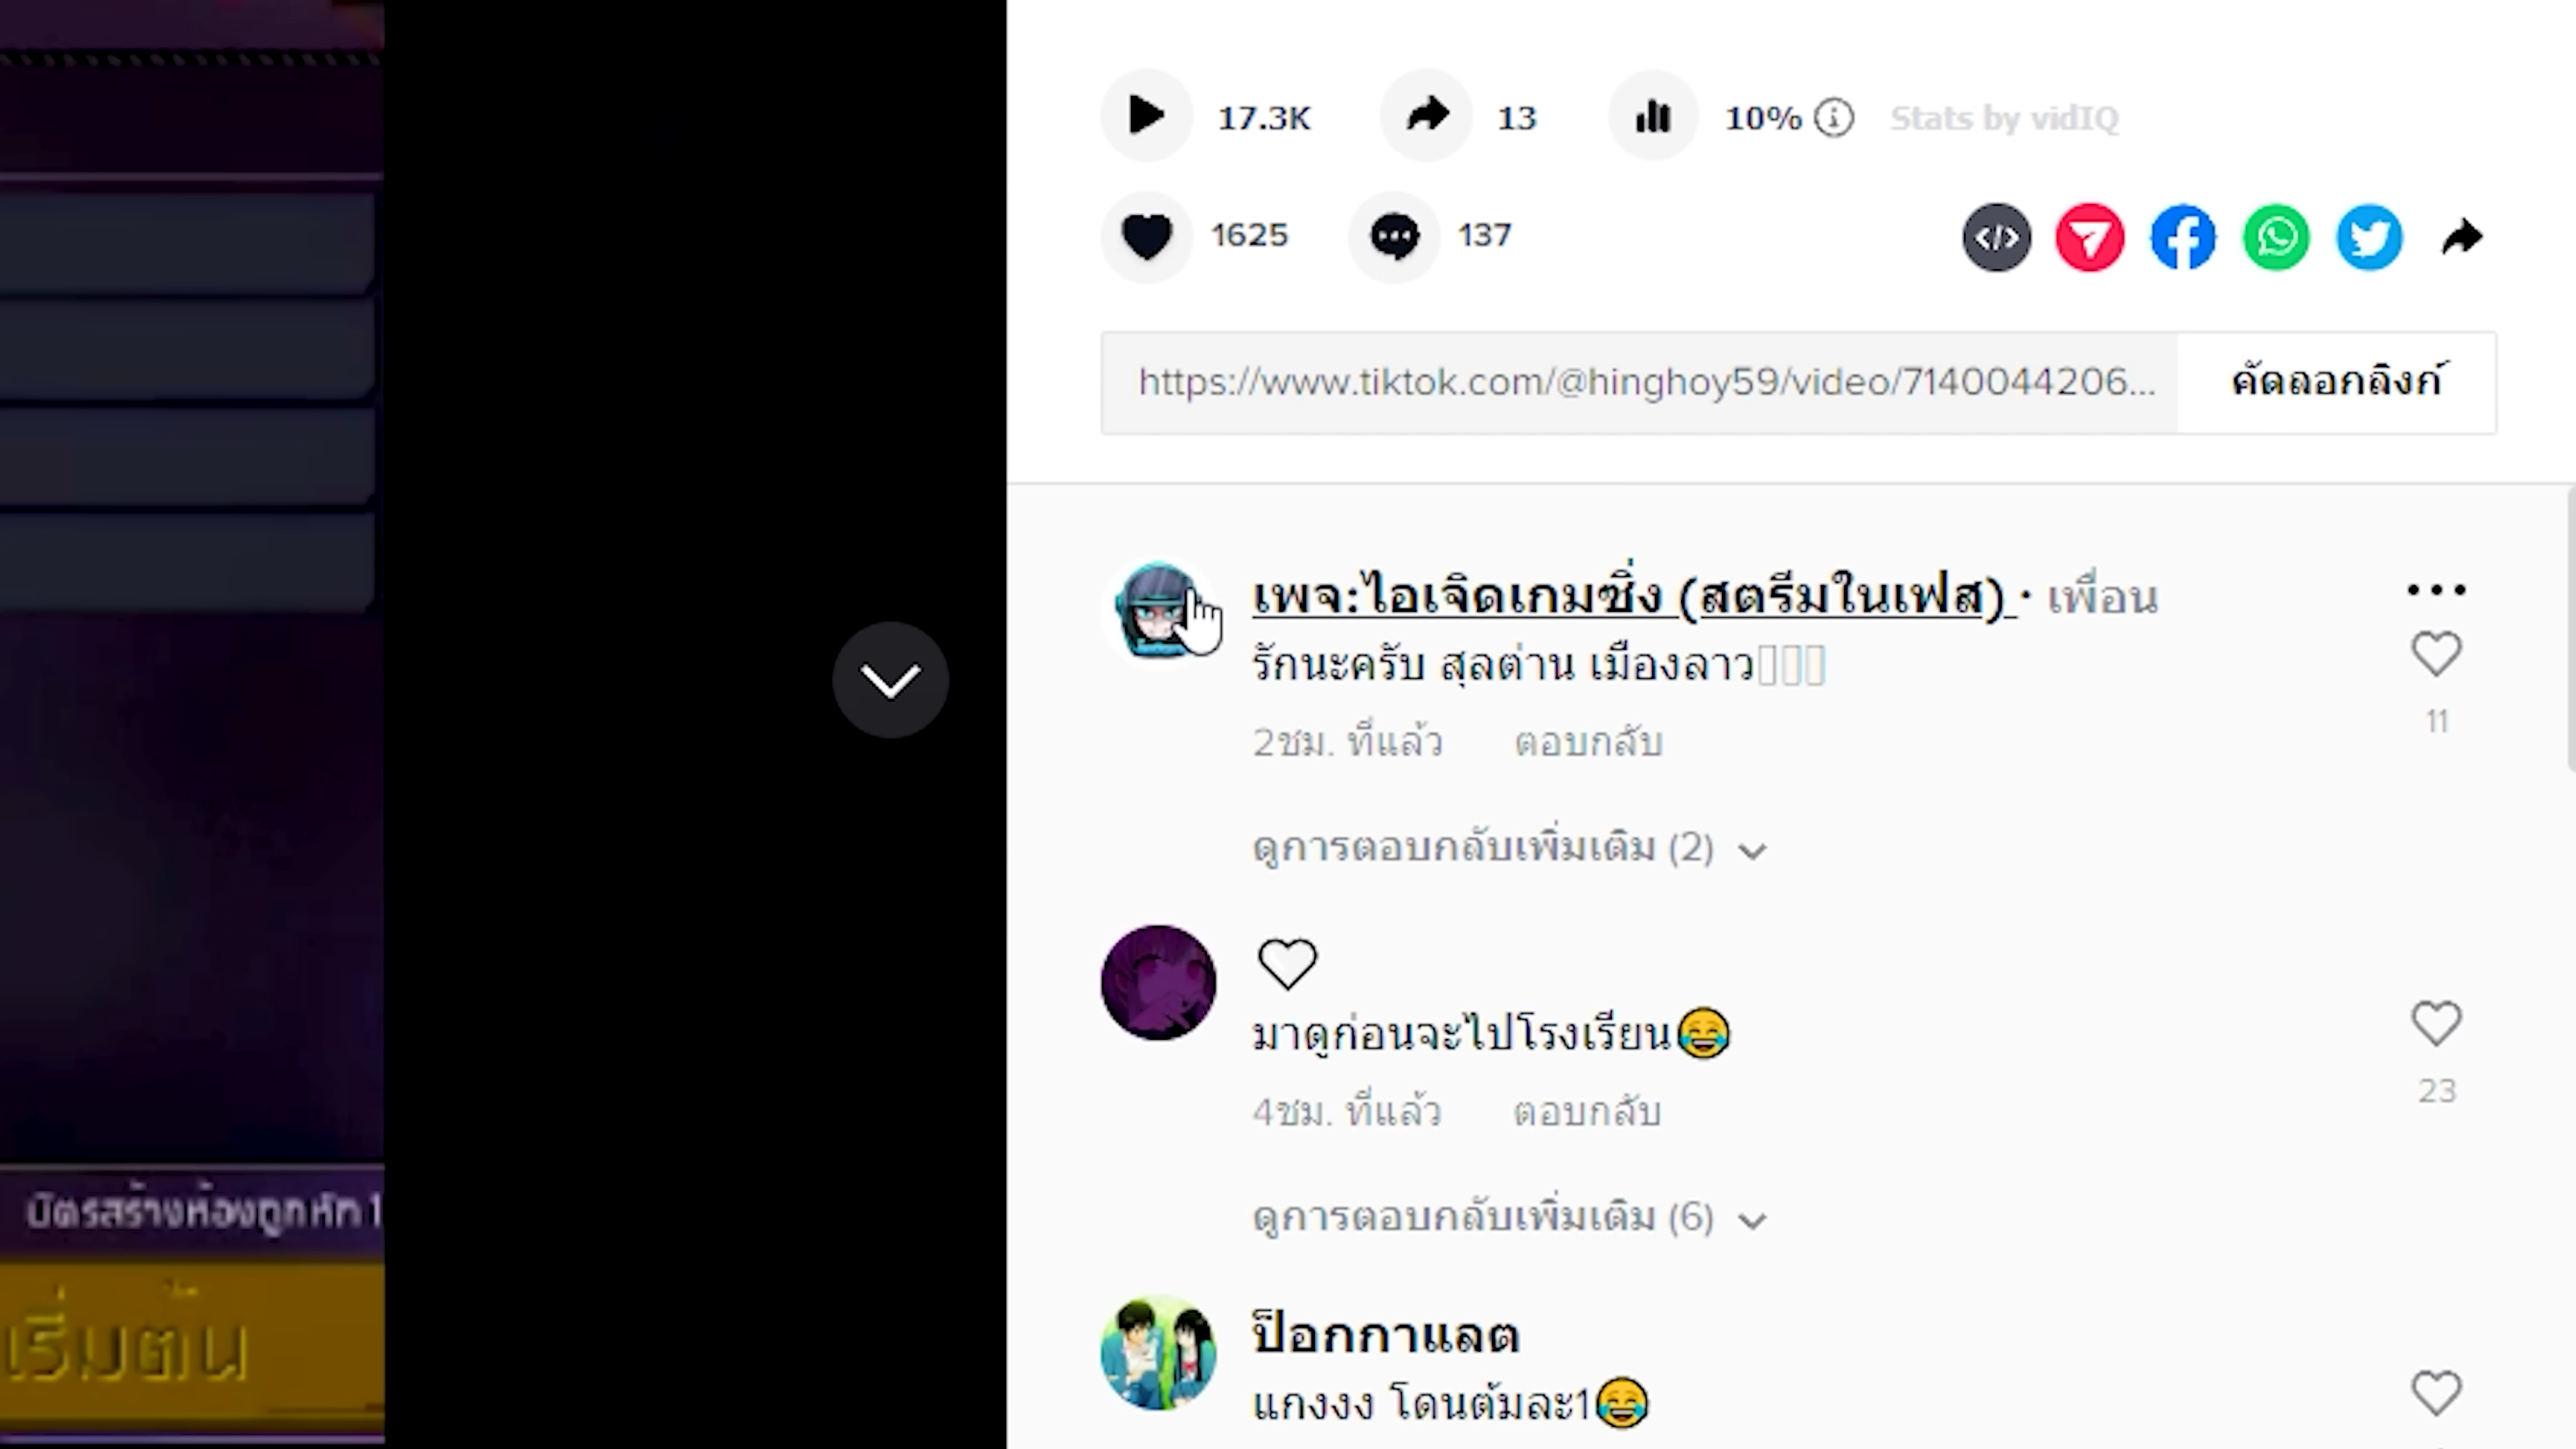 17.3K 13 10% Stats by vidIQ
1625 137
https://www.tiktok.com/@hinghoy59/video/7140044206... คัดลอกลิงก์
เพจ:ไอเจิดเกมซิ่ง (สตรีมในเฟส) · เพื่อน
รักนะครับ สุลต่าน เมืองลาว
2ชม. ที่แล้ว ตอบกลับ
11
ดูการตอบกลับเพิ่มเติม (2)
มาดูก่อนจะไปโรงเรียน😂
4ชม. ที่แล้ว ตอบกลับ
23
ดูการตอบกลับเพิ่มเติม (6)
ป็อกกาแลต
แกงงง โดนต้มละ1😂
บัตรสร้างห้องถูกหัก 1
เริ่มต้น